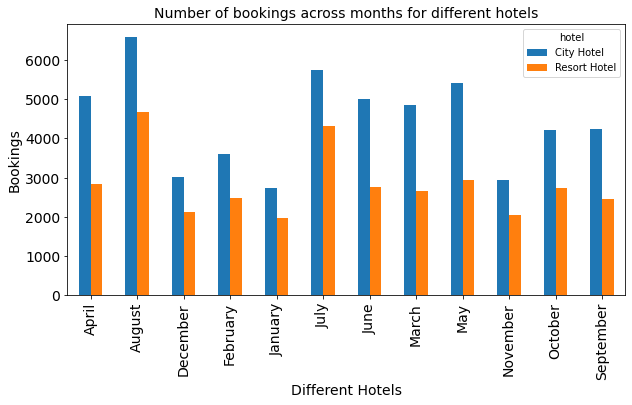 Number of bookings across months for different hotels
hotel
City Hotel
Resort Hotel
Bookings
6000
5000
4000
3000
2000
1000
0
April
August
December
February
January
July
June
March
May
November
October
September
Different Hotels